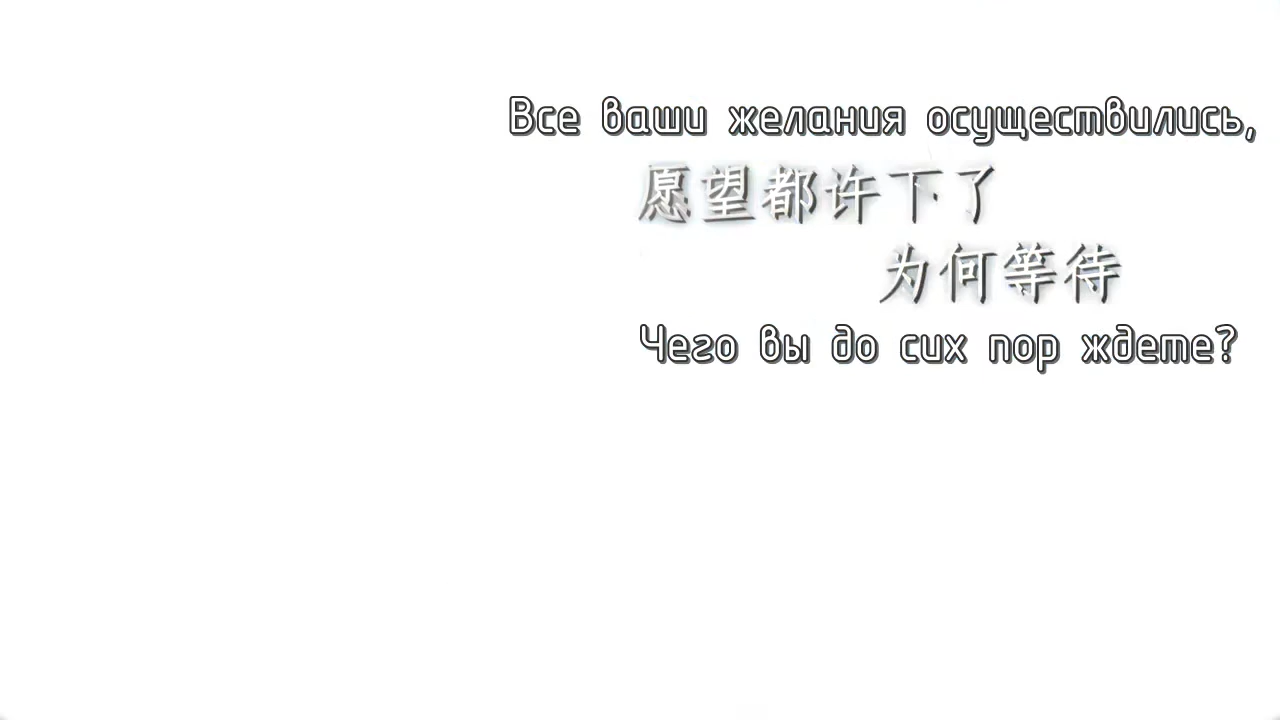 Все ваши желания осуществились,
愿望都许下了
为何等待
Чего вы до сих пор ждете?